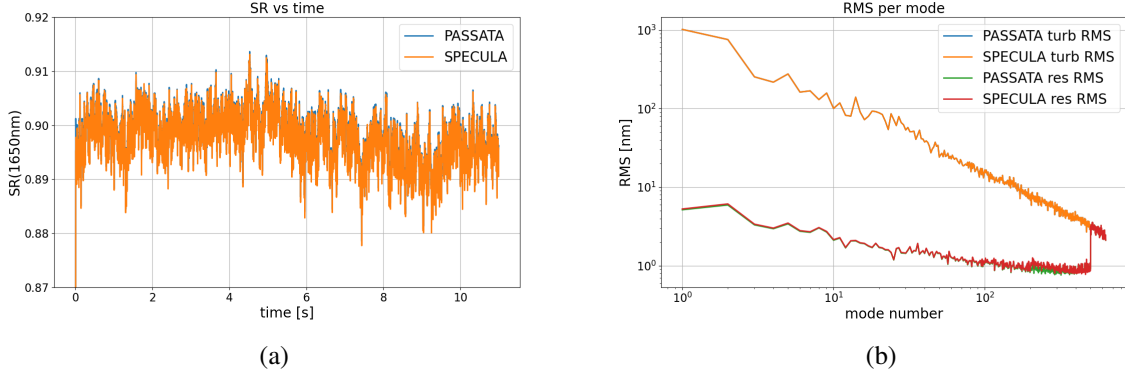 SR vs time
0.92
0.91
0.90
0.89
0.88
0.87
SR(1650nm)
PASSATA
SPECULA
0
2
4
6
8
10
time [s]
(a)
RMS per mode
10³
10²
10¹
10⁰
RMS [nm]
PASSATA turb RMS
SPECULA turb RMS
PASSATA res RMS
SPECULA res RMS
10⁰
10¹
10²
mode number
(b)